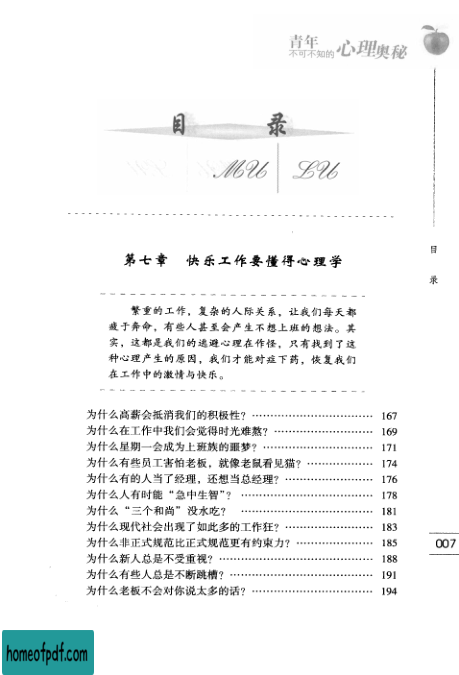 青年
不可不知的心理奥秘
目 录
MU LU
目
录
第七章 快乐工作要懂得心理学
繁重的工作，复杂的人际关系，让我们每天都
疲于奔命，有些人甚至会产生不想上班的想法。其
实，这都是我们的逃避心理在作怪，只有找到了这
种心理产生的原因，我们才能对症下药，恢复我们
在工作中的激情与快乐。
为什么高薪会抵消我们的积极性？ 167
为什么在工作中我们会觉得时光难熬？ 169
为什么星期一会成为上班族的噩梦？ 171
为什么有些员工害怕老板，就像老鼠看见猫？ 174
为什么有的人当了经理，还想当总经理？ 176
为什么人有时能“急中生智”？ 178
为什么“三个和尚”没水吃？ 181
为什么现代社会出现了如此多的工作狂？ 183
为什么非正式规范比正式规范更有约束力？ 185
为什么新人总是不受重视？ 188
为什么有些人总是不断跳槽？ 191
为什么老板不会对你说太多的话？ 194
007
homeofpdf.com